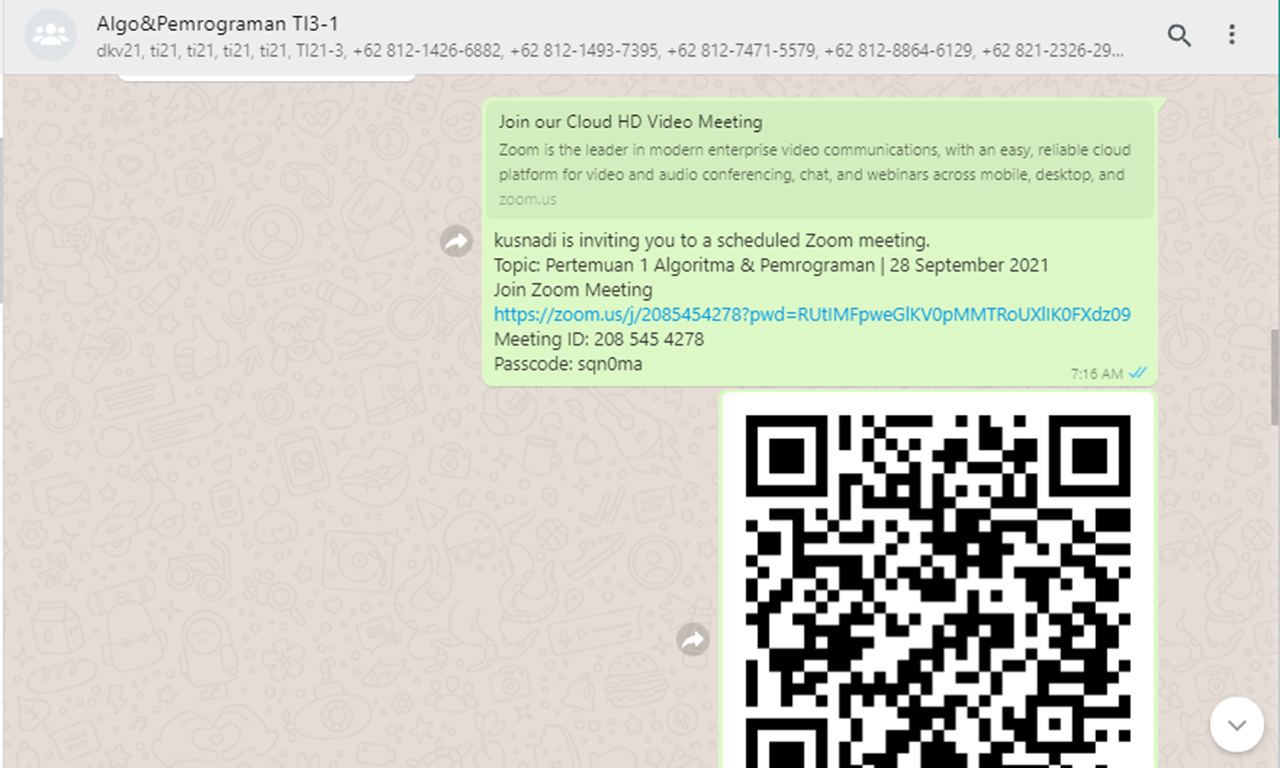 Algo&Pemrograman TI3-1
dkv21, ti21, ti21, ti21, ti21, TI21-3, +62 812-1426-6882, +62 812-1493-7395, +62 812-7471-5579, +62 812-8864-6129, +62 821-2326-29...
Join our Cloud HD Video Meeting
Zoom is the leader in modern enterprise video communications, with an easy, reliable cloud
platform for video and audio conferencing, chat, and webinars across mobile, desktop, and
zoom.us
kusnadi is inviting you to a scheduled Zoom meeting.
Topic: Pertemuan 1 Algoritma & Pemrograman | 28 September 2021
Join Zoom Meeting
https://zoom.us/j/2085454278?pwd=RUtIMFpweGlKV0pMMTRoUXlIK0FXdz09
Meeting ID: 208 545 4278
Passcode: sqn0ma
7:16 AM